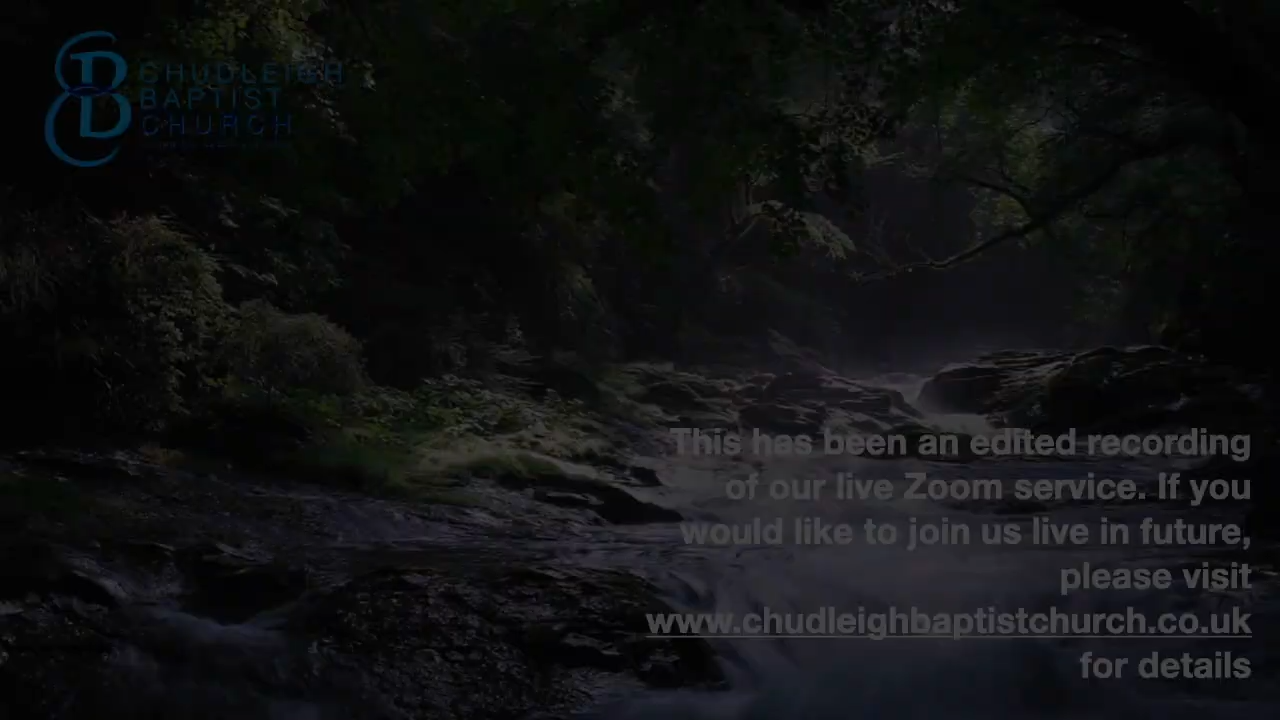 CHUDLEIGH
BAPTIST
CHURCH
This has been an edited recording
of our live Zoom service. If you
would like to join us live in future,
please visit
www.chudleighbaptistchurch.co.uk
for details